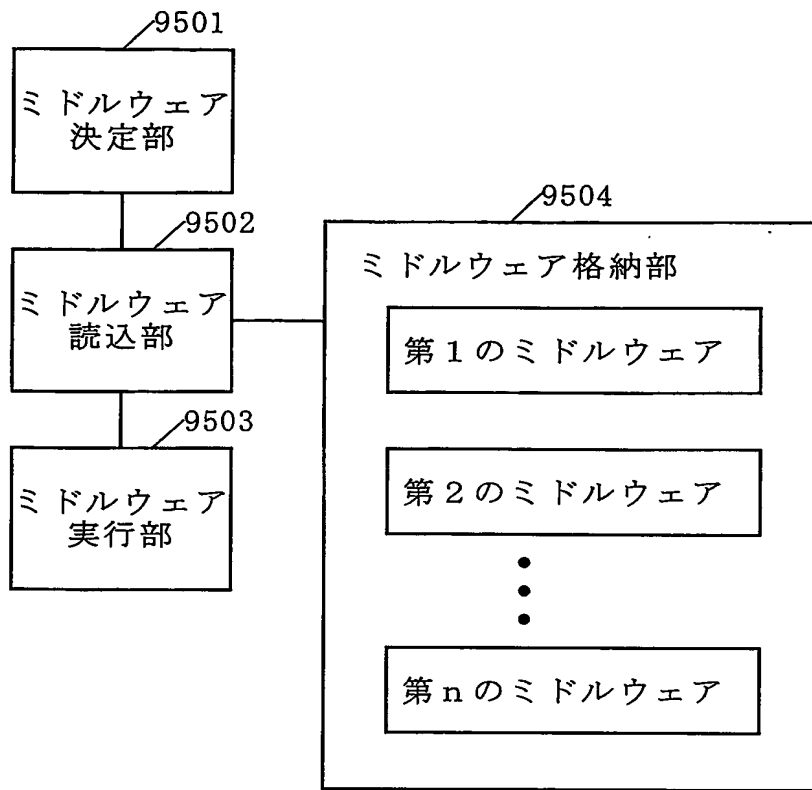 9501
ミドルウェア
決定部
9502
ミドルウェア
読込部
9503
ミドルウェア
実行部
9504
ミドルウェア格納部
第1のミドルウェア
第2のミドルウェア
第nのミドルウェア